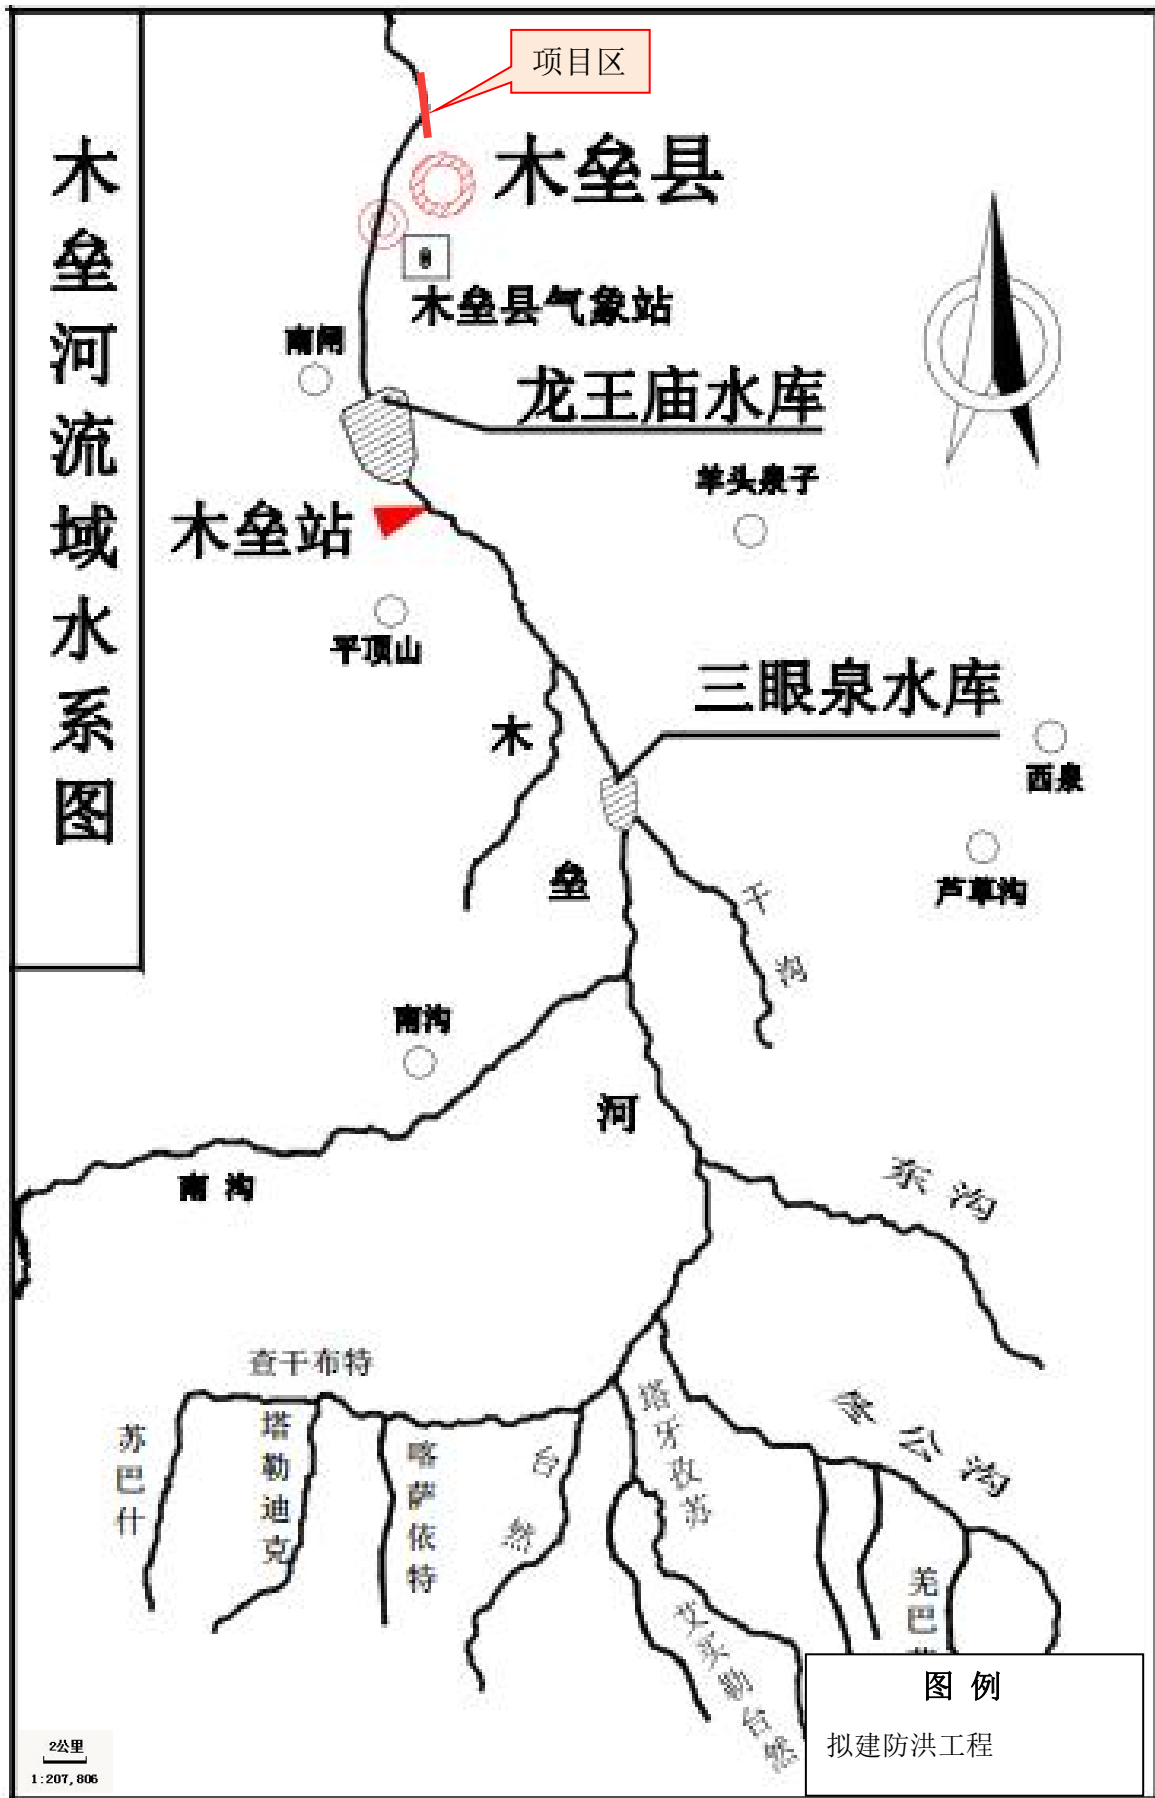 项目区
木垒河流域水系图
木垒县
木垒县气象站
南闸
龙王庙水库
羊头泉子
木垒站
平顶山
三眼泉水库
西泉
芦草沟
木垒河
干沟
南沟
南沟
东沟
查干布特
苏巴什
塔勒迪克
喀萨依特
台然
塔牙孜苏
公沟
羌巴
艾买勒台然
图例
拟建防洪工程
2公里
1:207,806